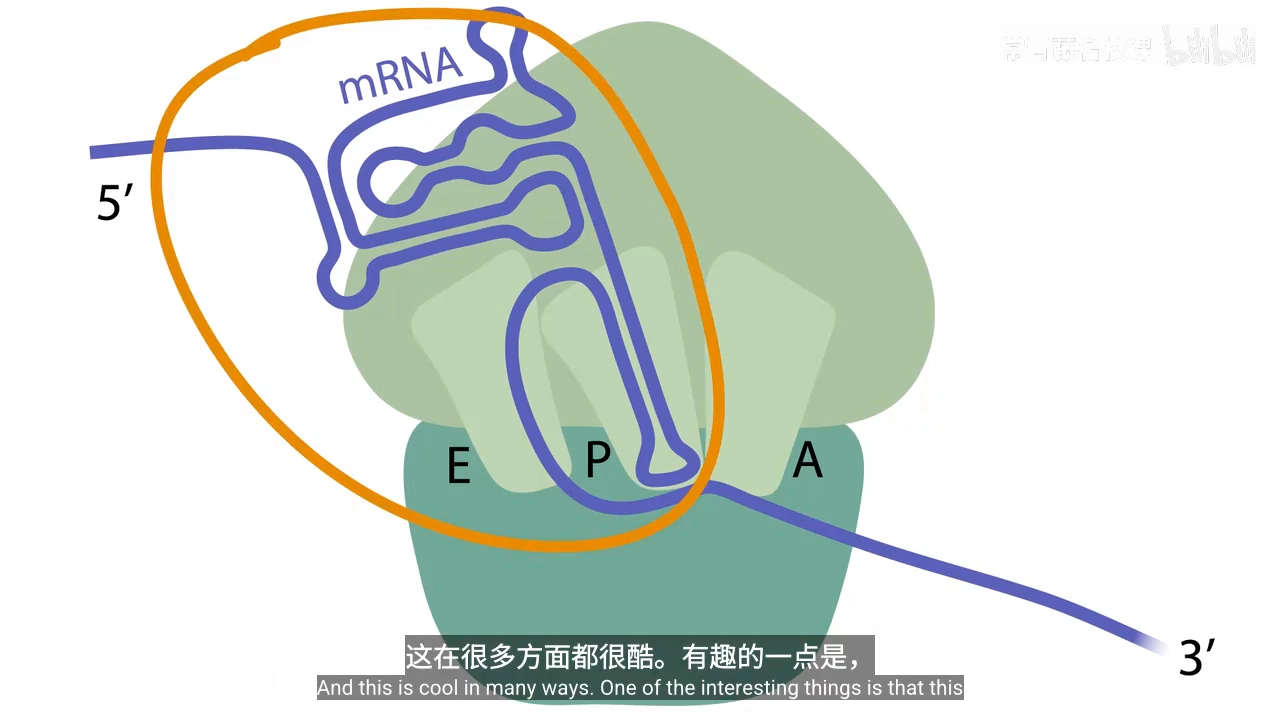 mRNA
5′
E
P
A
3′
这在很多方面都很酷。有趣的一点是，
And this is cool in many ways. One of the interesting things is that this
bilibili